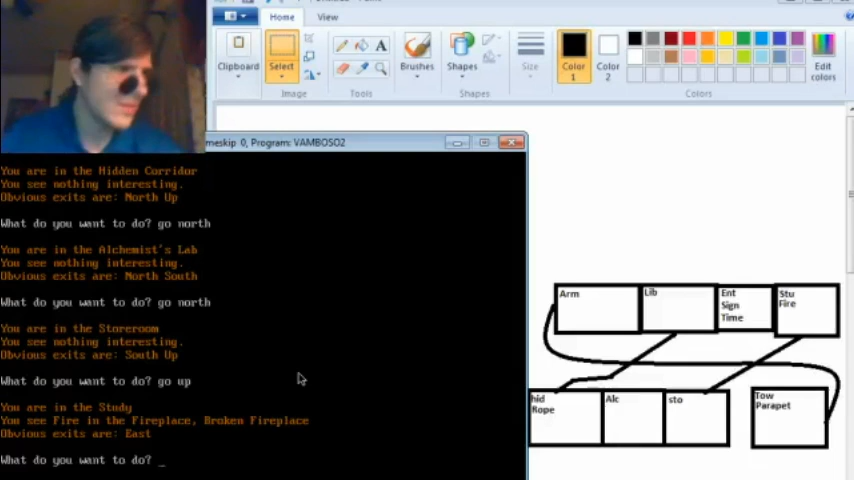 Home View
Clipboard
Select
Image
Tools
Brushes
Shapes
Shapes
Size
Color 1
Color 2
Colors
Edit colors
meskip 0, Program: VAMBOSO2
You are in the Hidden Corridor
You see nothing interesting.
Obvious exits are: North Up
What do you want to do? go north
You are in the Alchemist's Lab
You see nothing interesting.
Obvious exits are: North South
What do you want to do? go north
You are in the Storeroom
You see nothing interesting.
Obvious exits are: South Up
What do you want to do? go up
You are in the Study
You see Fire in the Fireplace, Broken Fireplace
Obvious exits are: East
What do you want to do? _
Arm
Lib
Ent
Sign
Time
Stu
Fire
hid
Rope
Alc
sto
Tow
Parapet